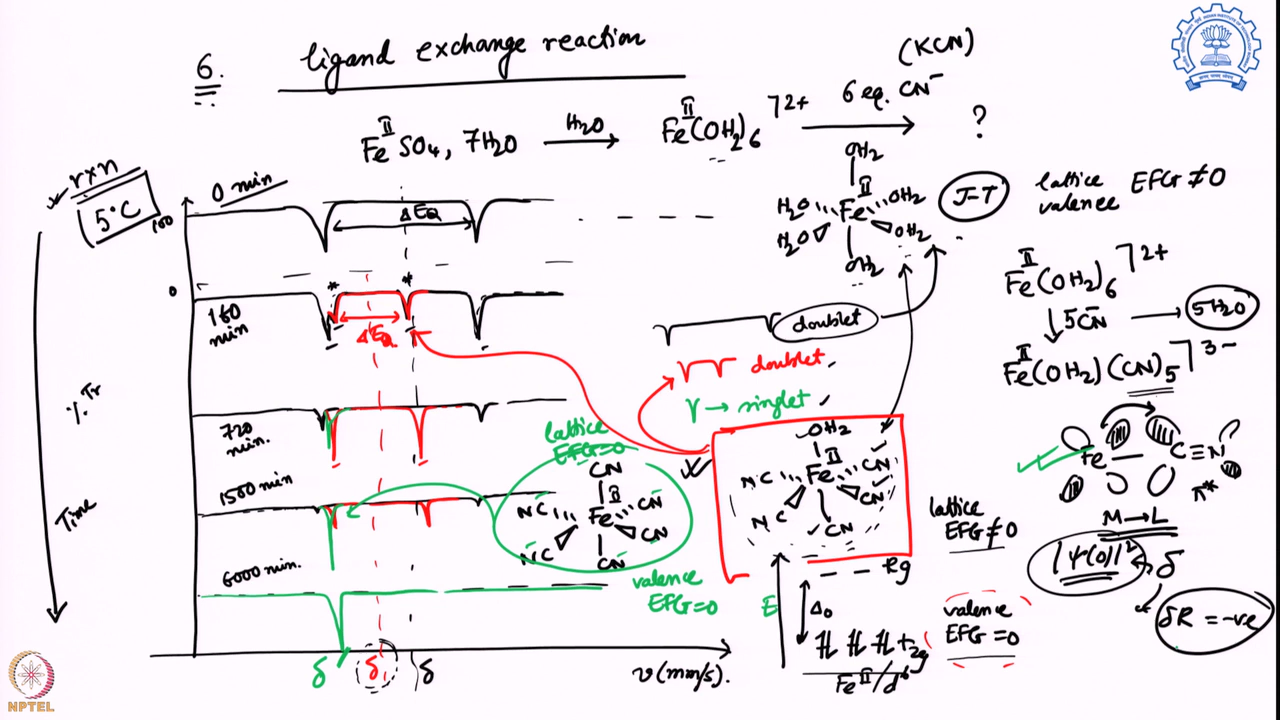 6. ligand exchange reaction
(KCN)
Fe^II SO4, 7H2O H2O → Fe^II(OH2)6 ]2+ 6 eq. CN⁻ → ?
rxn
5°C
0 min
100
ΔEQ
OH2
H2O Fe^II OH2
H2O OH2
OH2
J-T
lattice
valence EFG ≠ 0
0
160
min
* *
ΔEQ
doublet
doublet
→ singlet
Fe^II(OH2)6 ]2+
↓ 5CN⁻ → 5H2O
Fe^II(OH2)(CN)5 ]3-
%Tr
720
min.
1500 min
6000 min.
Time
lattice
EFG=0
CN
NC Fe^II CN
NC CN
CN
valence
EFG=0
OH2
NC Fe^II CN
NC CN
CN
lattice
EFG ≠ 0
Fe — C≡N
π*
M→L
|Ψ(0)|² δ
δR = -ve
E
eg
Δo
t2g
Fe^II/d6
valence
EFG=0
δ δ δ
v(mm/s).
NPTEL